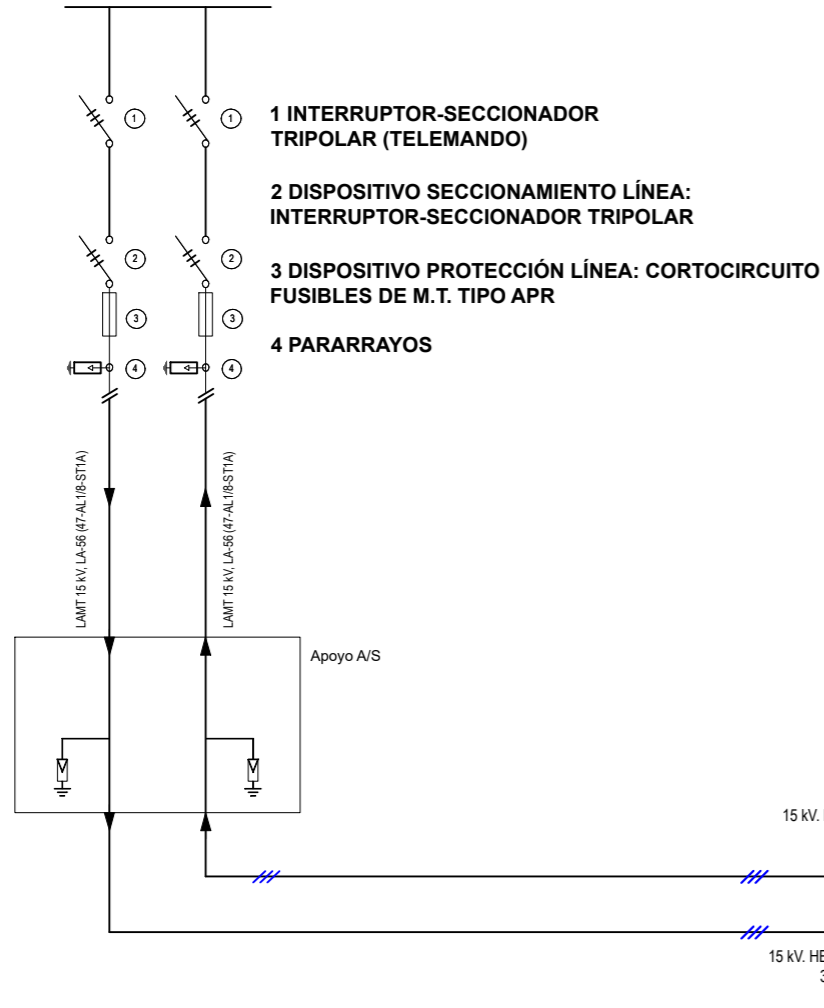 1
1
1 INTERRUPTOR-SECCIONADOR
TRIPOLAR (TELEMANDO)
2
2
2 DISPOSITIVO SECCIONAMIENTO LÍNEA:
INTERRUPTOR-SECCIONADOR TRIPOLAR
3
3
3 DISPOSITIVO PROTECCIÓN LÍNEA: CORTOCIRCUITO
FUSIBLES DE M.T. TIPO APR
4
4
4 PARARRAYOS
LAMT 15 kV, LA-56 (47-AL1/8-ST1A)
LAMT 15 kV, LA-56 (47-AL1/8-ST1A)
Apoyo A/S
15 kV.
15 kV. HE
3